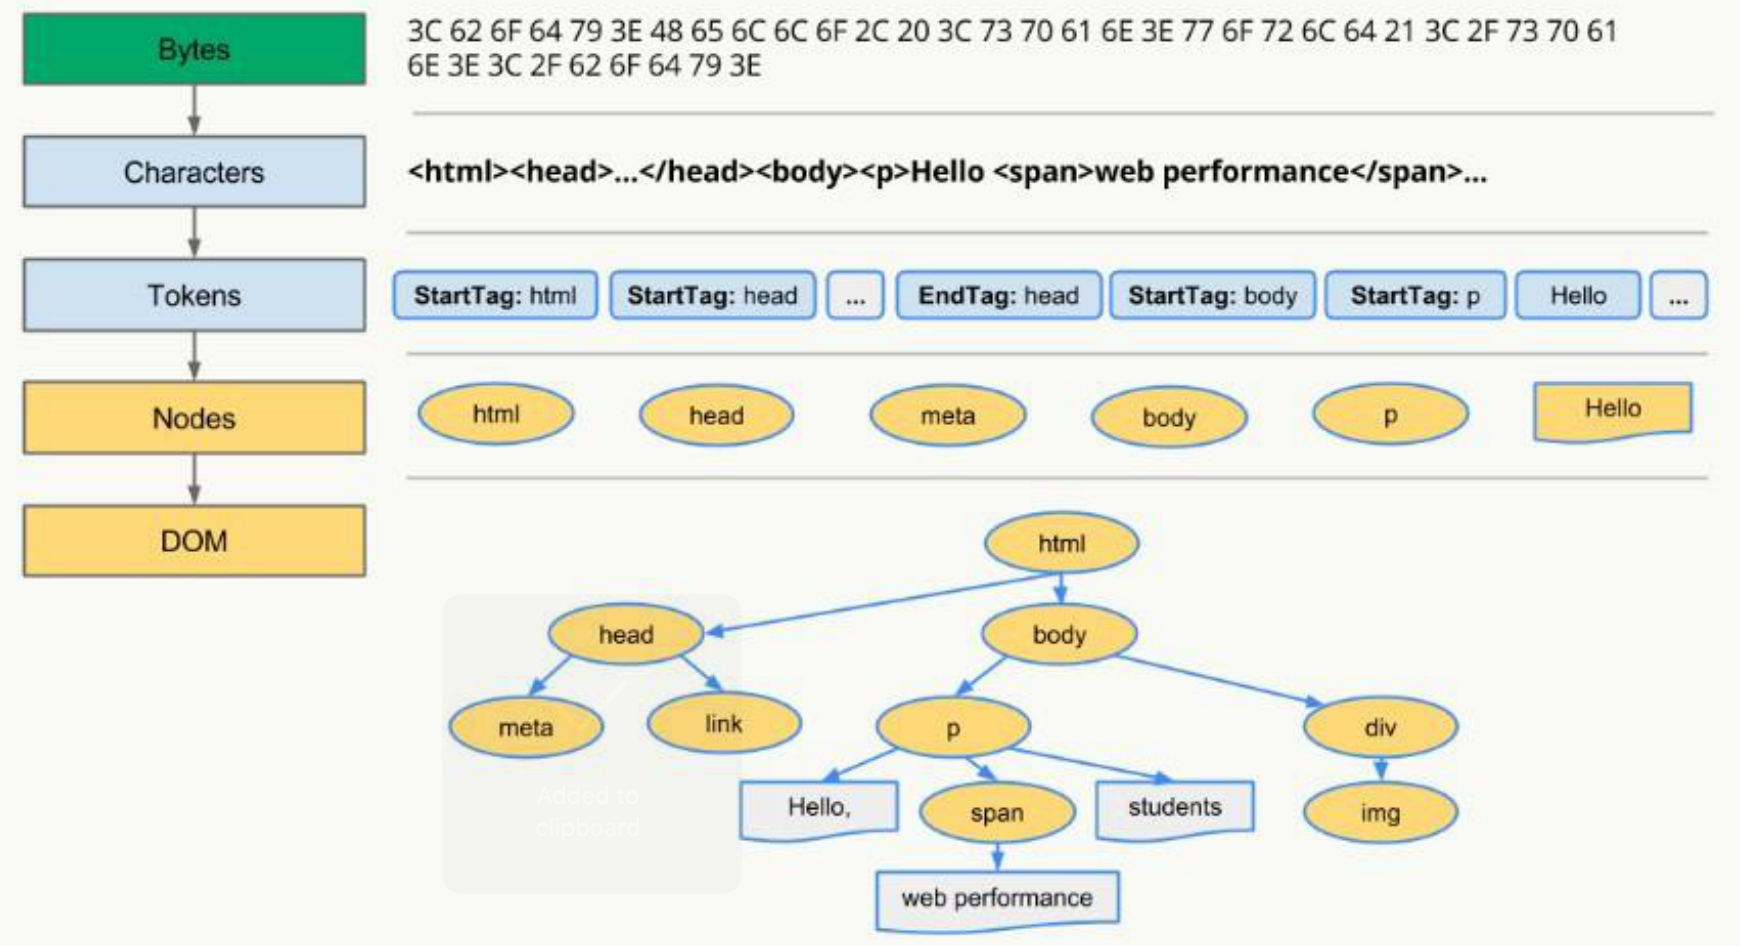 Bytes
3C 62 6F 64 79 3E 48 65 6C 6C 6F 2C 20 3C 73 70 61 6E 3E 77 6F 72 6C 64 21 3C 2F 73 70 61
6E 3E 3C 2F 62 6F 64 79 3E
Characters
<html><head>...</head><body><p>Hello <span>web performance</span>...
Tokens
StartTag: html
StartTag: head
...
EndTag: head
StartTag: body
StartTag: p
Hello
...
Nodes
html
head
meta
body
p
Hello
DOM
html
head
body
meta
link
p
div
Hello,
span
students
img
web performance
Added to
clipboard